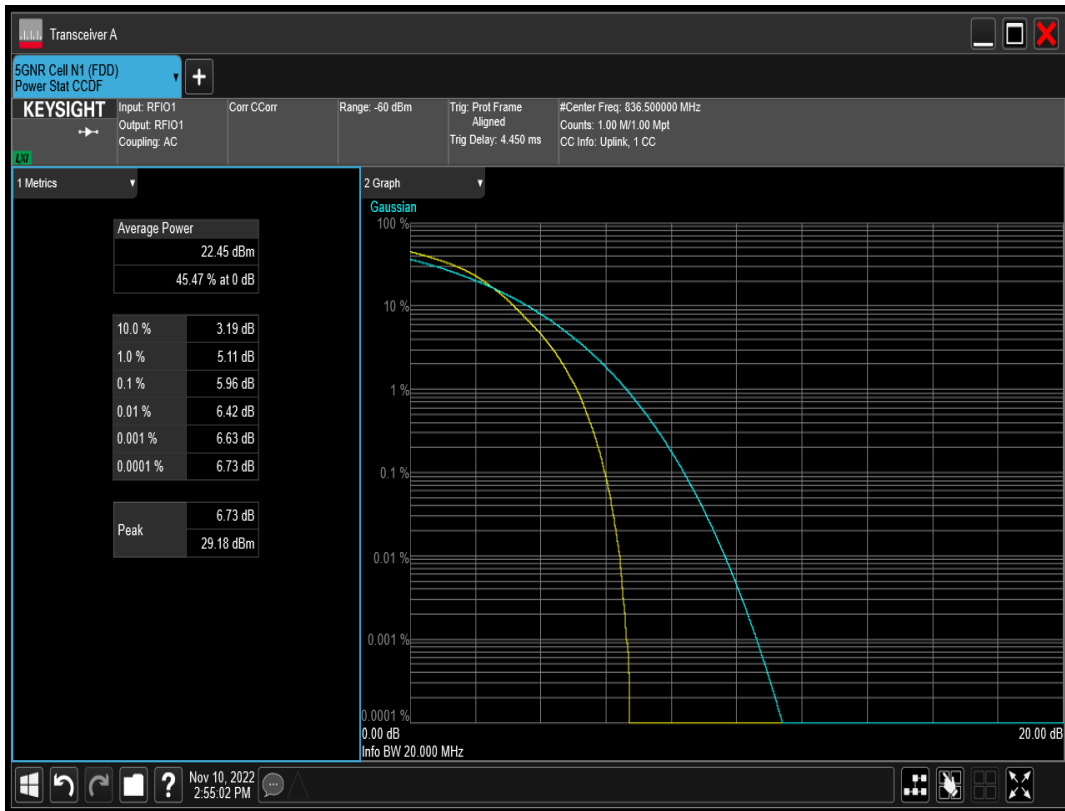 Transceiver A
5GNR Cell N1 (FDD)
Power Stat CCDF
+
KEYSIGHT
LXI
Input: RFIO1
Output: RFIO1
Coupling: AC
Corr CCorr
Range: -60 dBm
Trig: Prot Frame
Aligned
Trig Delay: 4.450 ms
#Center Freq: 836.500000 MHz
Counts: 1.00 M/1.00 Mpt
CC Info: Uplink, 1 CC
1 Metrics
Average Power
22.45 dBm
45.47 % at 0 dB
10.0 % 3.19 dB
1.0 % 5.11 dB
0.1 % 5.96 dB
0.01 % 6.42 dB
0.001 % 6.63 dB
0.0001 % 6.73 dB
Peak
6.73 dB
29.18 dBm
2 Graph
Gaussian
100 %
10 %
1 %
0.1 %
0.01 %
0.001 %
0.0001 %
0.00 dB 20.00 dB
Info BW 20.000 MHz
?
Nov 10, 2022
2:55:02 PM